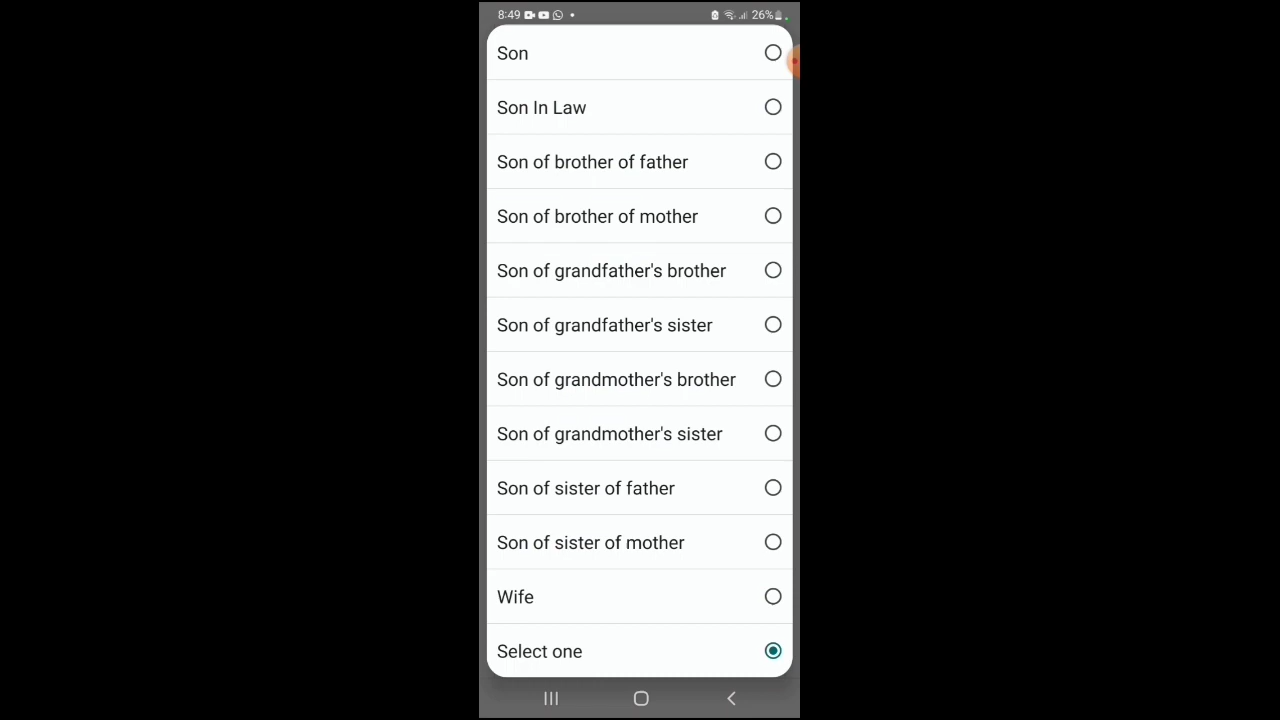 8:49
26%
Son
Son In Law
Son of brother of father
Son of brother of mother
Son of grandfather's brother
Son of grandfather's sister
Son of grandmother's brother
Son of grandmother's sister
Son of sister of father
Son of sister of mother
Wife
Select one